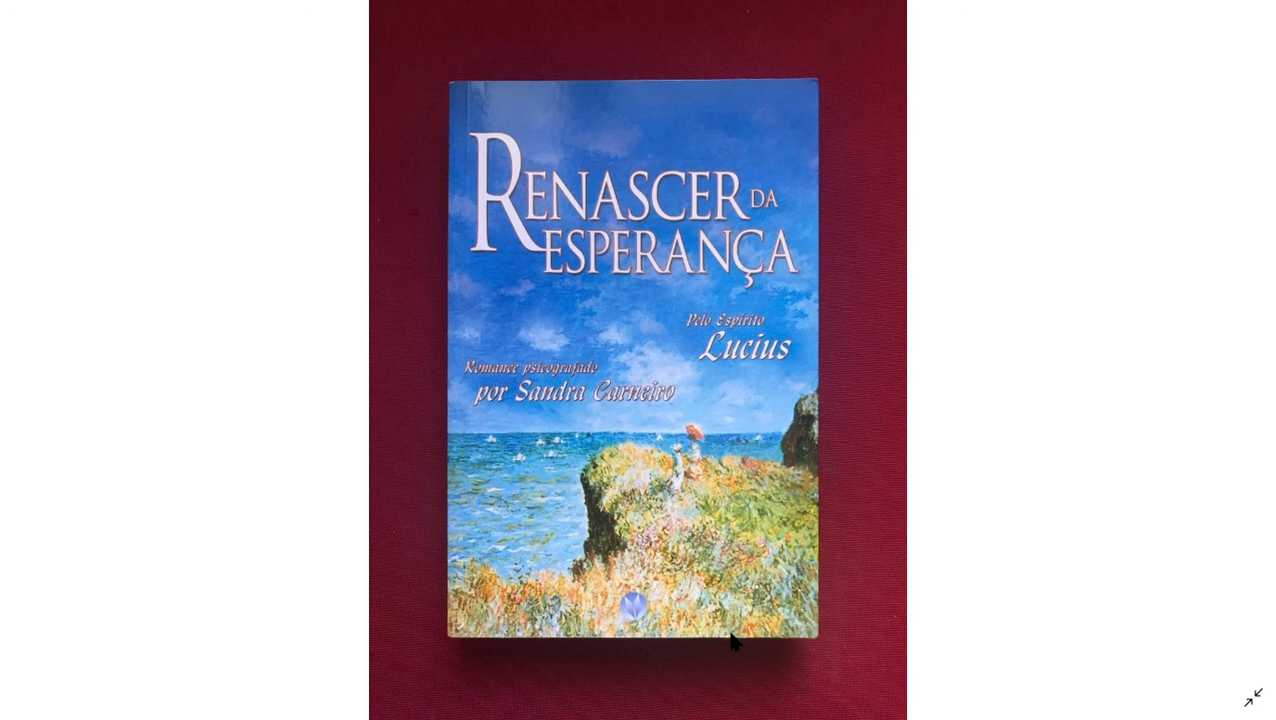 RENASCER DA
ESPERANÇA
Pelo Espírito
Lucius
Romance psicografado
por Sandra Carneiro